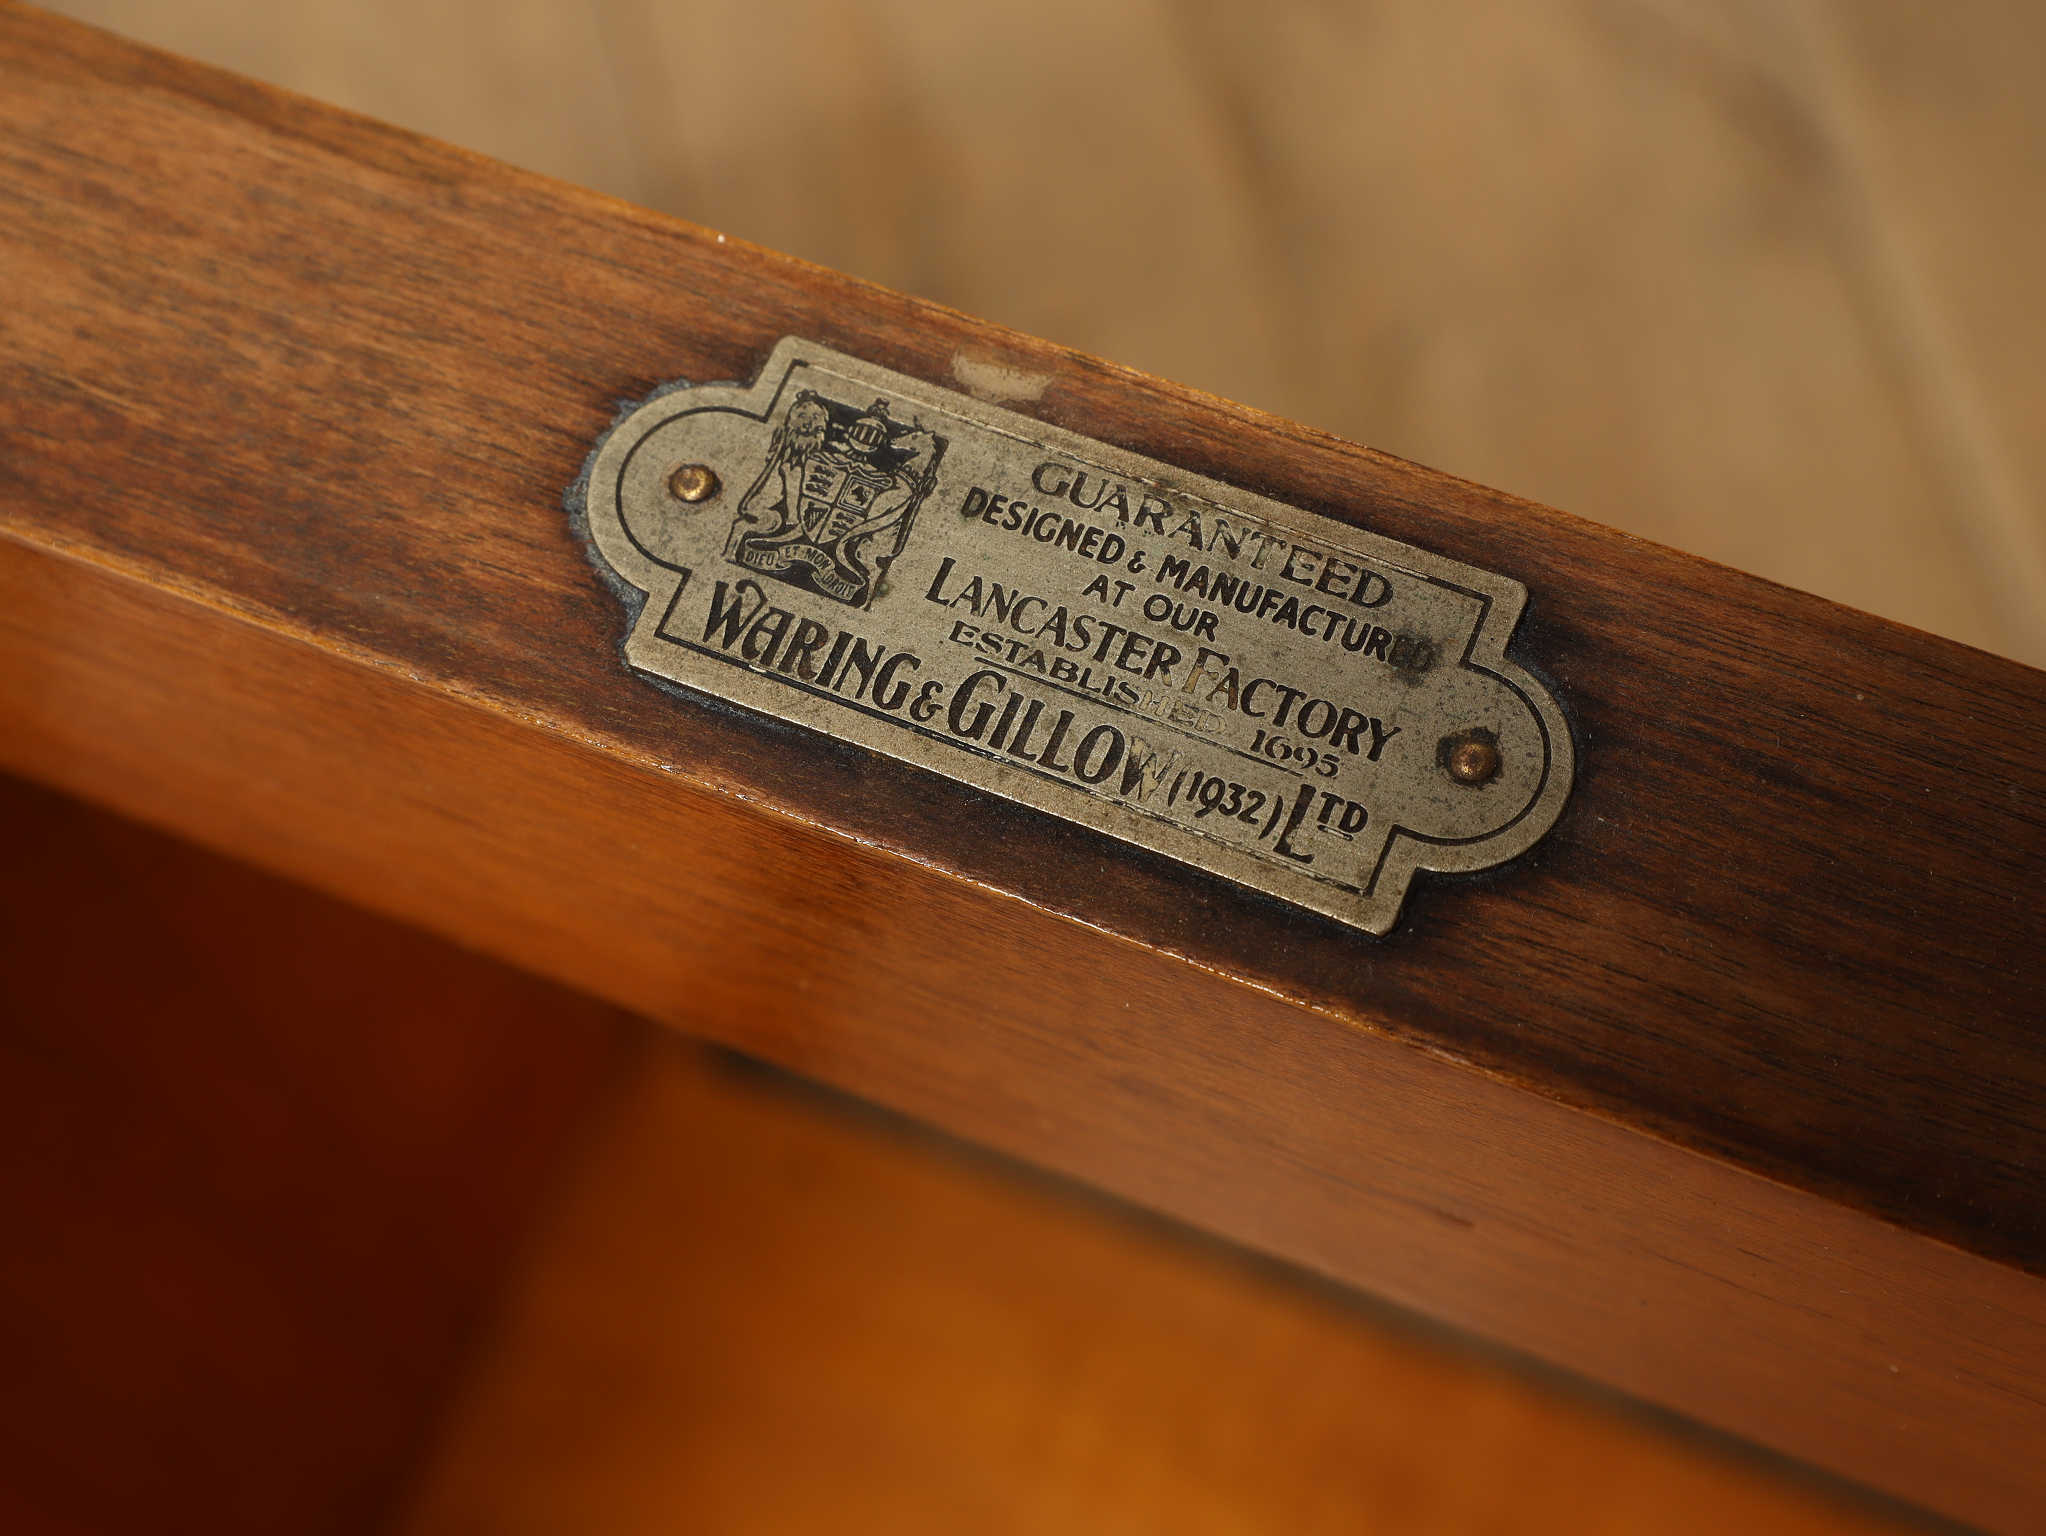 DIEU ET MON DROIT
GUARANTEED
DESIGNED & MANUFACTURED
AT OUR
LANCASTER FACTORY
ESTABLISHED 1695
WARING & GILLOW (1932) LTD